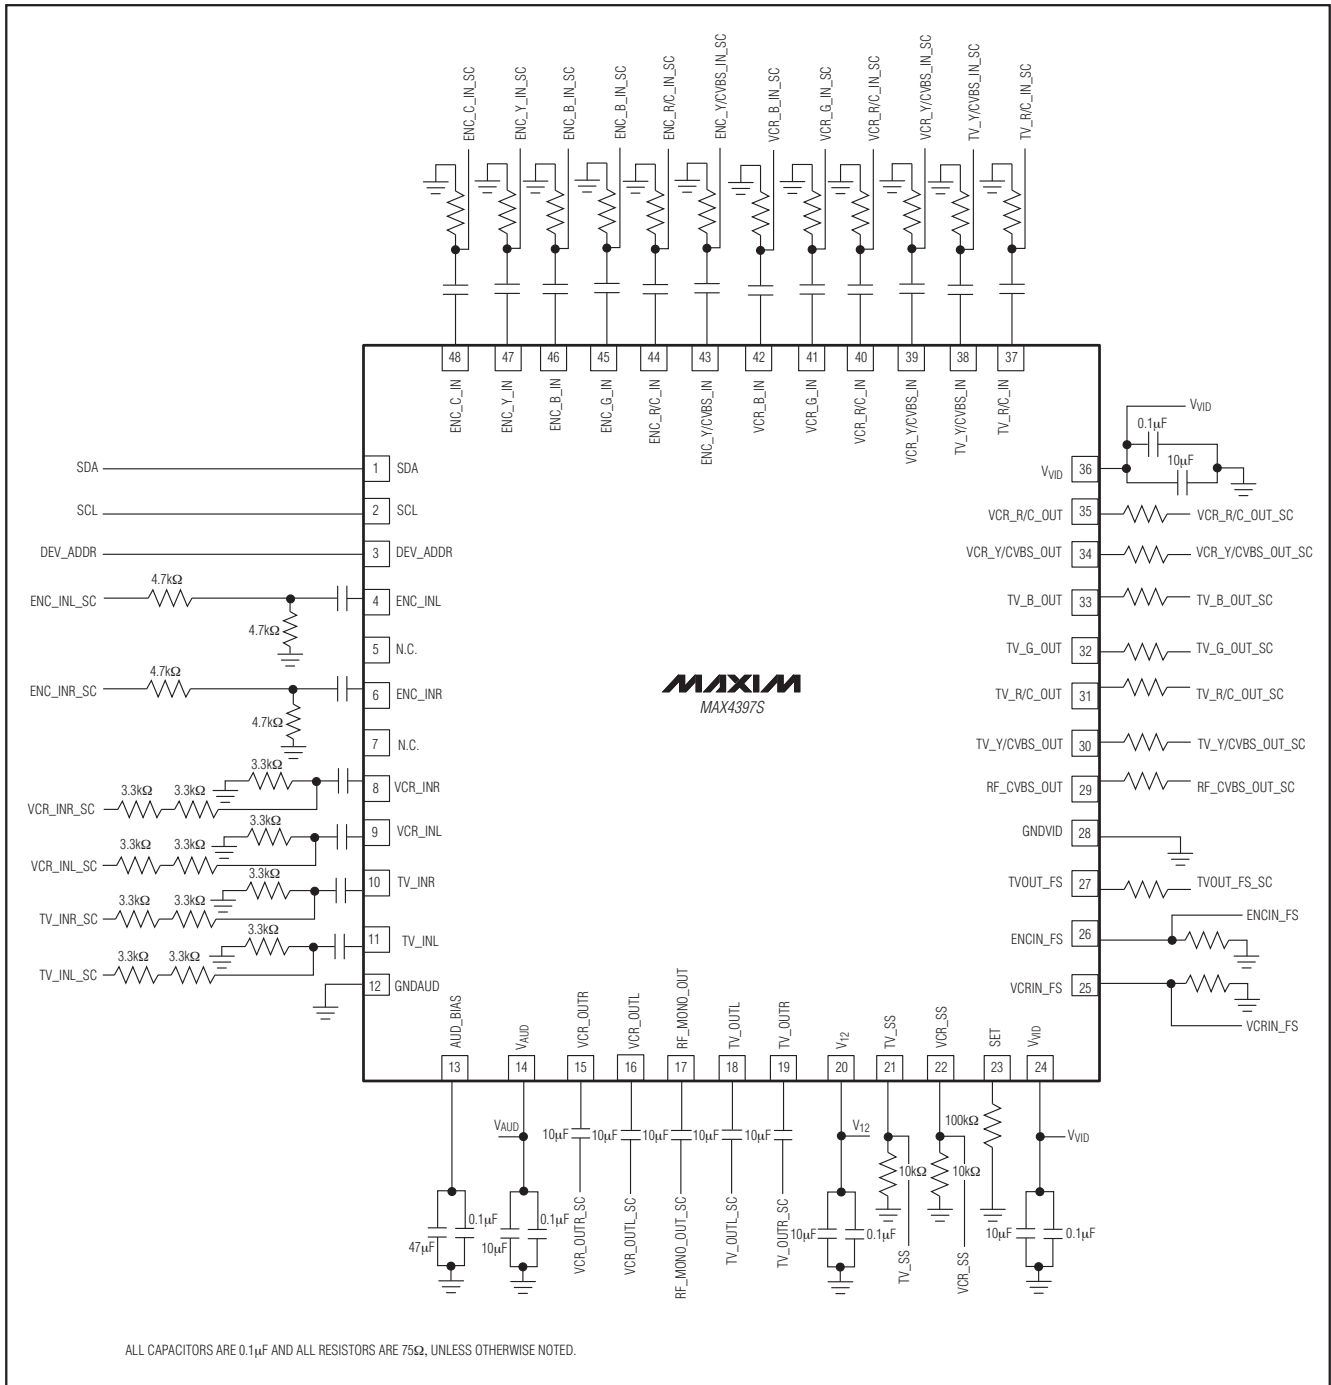 ENC_C_IN_SC
ENC_Y_IN_SC
ENC_B_IN_SC
ENC_B_IN_SC
ENC_R/C_IN_SC
ENC_Y/CVBS_IN_SC
VCR_B_IN_SC
VCR_G_IN_SC
VCR_R/C_IN_SC
VCR_Y/CVBS_IN_SC
TV_Y/CVBS_IN_SC
TV_R/C_IN_SC
48 47 46 45 44 43 42 41 40 39 38 37
ENC_C_IN
ENC_Y_IN
ENC_B_IN
ENC_G_IN
ENC_R/C_IN
ENC_Y/CVBS_IN
VCR_B_IN
VCR_G_IN
VCR_R/C_IN
VCR_Y/CVBS_IN
TV_Y/CVBS_IN
TV_R/C_IN
SDA 1 SDA
SCL 2 SCL
DEV_ADDR 3 DEV_ADDR
4.7kΩ
ENC_INL_SC 4 ENC_INL
4.7kΩ
5 N.C.
4.7kΩ
ENC_INR_SC 6 ENC_INR
4.7kΩ
7 N.C.
3.3kΩ
8 VCR_INR
3.3kΩ 3.3kΩ
VCR_INR_SC
3.3kΩ
9 VCR_INL
3.3kΩ 3.3kΩ
VCR_INL_SC
3.3kΩ
10 TV_INR
3.3kΩ 3.3kΩ
TV_INR_SC
3.3kΩ
11 TV_INL
3.3kΩ 3.3kΩ
TV_INL_SC
12 GNDAUD
MAXIM
MAX4397S
VVID
0.1µF
10µF
VVID 36
VCR_R/C_OUT 35 VCR_R/C_OUT_SC
VCR_Y/CVBS_OUT 34 VCR_Y/CVBS_OUT_SC
TV_B_OUT 33 TV_B_OUT_SC
TV_G_OUT 32 TV_G_OUT_SC
TV_R/C_OUT 31 TV_R/C_OUT_SC
TV_Y/CVBS_OUT 30 TV_Y/CVBS_OUT_SC
RF_CVBS_OUT 29 RF_CVBS_OUT_SC
GNDVID 28
TVOUT_FS 27 TVOUT_FS_SC
ENCIN_FS
ENCIN_FS 26
VCRIN_FS 25
VCRIN_FS
AUD_BIAS
VAUD
VCR_OUTR
VCR_OUTL
RF_MONO_OUT
TV_OUTL
TV_OUTR
V12
TV_SS
VCR_SS
SET
VVID
13 14 15 16 17 18 19 20 21 22 23 24
VAUD
10µF 10µF 10µF 10µF 10µF
V12
100kΩ
VVID
10kΩ 10kΩ
0.1µF
47µF
0.1µF
10µF
VCR_OUTR_SC
VCR_OUTL_SC
RF_MONO_OUT_SC
TV_OUTL_SC
TV_OUTR_SC
10µF 0.1µF
TV_SS
VCR_SS
10µF 0.1µF
ALL CAPACITORS ARE 0.1µF AND ALL RESISTORS ARE 75Ω, UNLESS OTHERWISE NOTED.